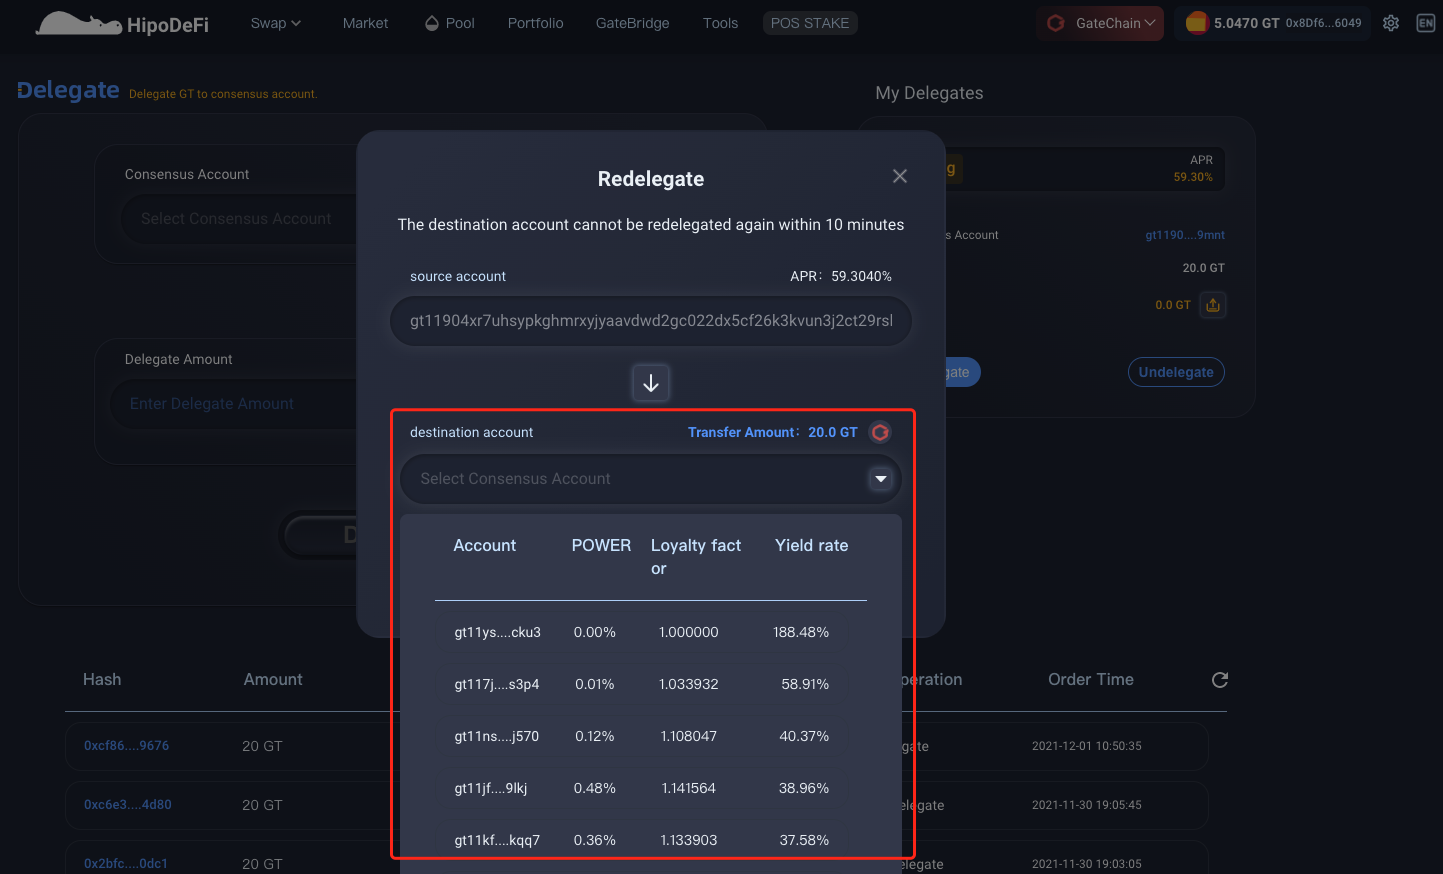 HipoDeFi
Swap
Market
Pool
Portfolio
GateBridge
Tools
POS STAKE
GateChain
5.0470 GT 0x8Df6...6049
EN
Delegate
Delegate GT to consensus account.
My Delegates
Consensus Account
Select Consensus Account
Delegate Amount
Enter Delegate Amount
D
g
APR
59.30%
s Account
gt1190....9mnt
20.0 GT
0.0 GT
gate
Undelegate
Redelegate
The destination account cannot be redelegated again within 10 minutes
source account
APR: 59.3040%
gt11904xr7uhsypkghmrxyjyaavdwd2gc022dx5cf26k3kvun3j2ct29rsl
destination account
Transfer Amount: 20.0 GT
Select Consensus Account
Account POWER Loyalty fact Yield rate
or
gt11ys....cku3 0.00% 1.000000 188.48%
gt117j....s3p4 0.01% 1.033932 58.91%
gt11ns....j570 0.12% 1.108047 40.37%
gt11jf....9lkj 0.48% 1.141564 38.96%
gt11kf....kqq7 0.36% 1.133903 37.58%
Hash Amount peration Order Time
0xcf86....9676 20 GT gate 2021-12-01 10:50:35
0xc6e3....4d80 20 GT elegate 2021-11-30 19:05:45
0x2bfc....0dc1 20 GT elegate 2021-11-30 19:03:05